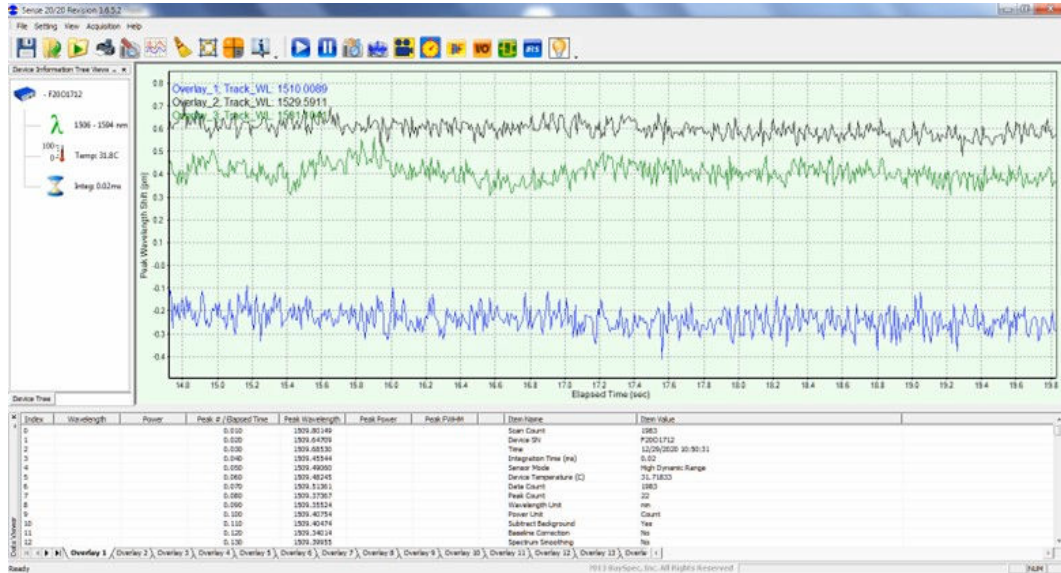 Sense 20/20 Revision 3.6.5.2
File Setting View Acquisition Help
Device Information Tree Views
- F20O1712
1506 - 1594 nm
Temp: 31.8C
Integ: 0.02ms
Device Tree
Overlay_1; Track_WL: 1510.0089
Overlay_2; Track_WL: 1529.5911
Peak Wavelength Shift (pm)
0.8
0.7
0.6
0.5
0.4
0.3
0.2
0.1
-0.0
-0.1
-0.2
-0.3
-0.4
14.8 15.0 15.2 15.4 15.6 15.8 16.0 16.2 16.4 16.6 16.8 17.0 17.2 17.4 17.6 17.8 18.0 18.2 18.4 18.6 18.8 19.0 19.2 19.4 19.6 19.8
Elapsed Time (sec)
Index Wavelength Power Peak # / Elapsed Time Peak Wavelength Peak Power Peak FWHM Item Name Item Value
0 0.010 1509.80149 Scan Count 1983
1 0.020 1509.64709 Device SN F20O1712
2 0.030 1509.68530 Time 12/29/2020 10:50:31
3 0.040 1509.45544 Integration Time (ms) 0.02
4 0.050 1509.49060 Sensor Mode High Dynamic Range
5 0.060 1509.48245 Device Temperature (C) 31.71833
6 0.070 1509.51361 Data Count 1983
7 0.080 1509.37367 Peak Count 22
8 0.090 1509.35524 Wavelength Unit nm
9 0.100 1509.40754 Power Unit Count
10 0.110 1509.40474 Subtract Background Yes
11 0.120 1509.34014 Baseline Correction No
12 0.130 1509.39955 Spectrum Smoothing No
Data Viewer
Overlay 1 Overlay 2 Overlay 3 Overlay 4 Overlay 5 Overlay 6 Overlay 7 Overlay 8 Overlay 9 Overlay 10 Overlay 11 Overlay 12 Overlay 13 Overla
Ready
BaySpec, Inc. All Rights Reserved
NUM